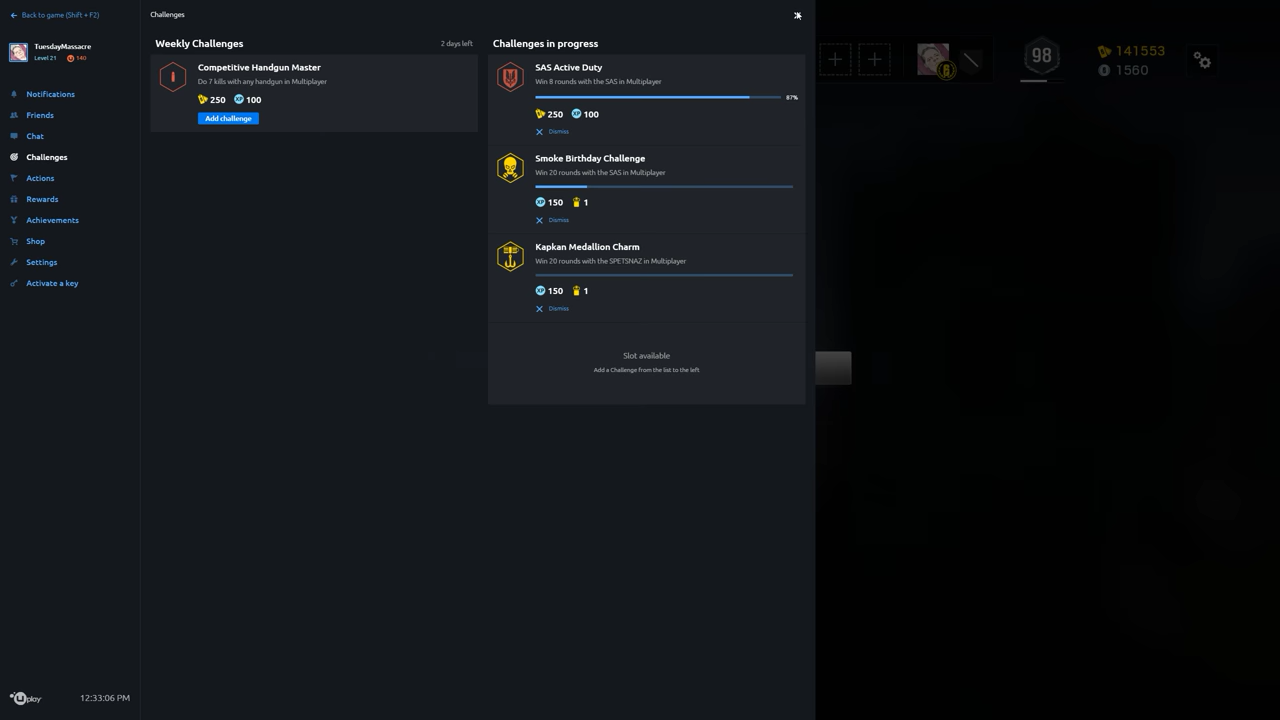 Back to game (Shift + F2)
TuesdayMassacre
Level 21 140
Notifications
Friends
Chat
Challenges
Actions
Rewards
Achievements
Shop
Settings
Activate a key
uplay
12:33:06 PM
Challenges
Weekly Challenges
2 days left
Competitive Handgun Master
Do 7 kills with any handgun in Multiplayer
250 XP 100
Add challenge
Challenges in progress
SAS Active Duty
Win 8 rounds with the SAS in Multiplayer
87%
250 XP 100
Dismiss
Smoke Birthday Challenge
Win 20 rounds with the SAS in Multiplayer
XP 150 1
Dismiss
Kapkan Medallion Charm
Win 20 rounds with the SPETSNAZ in Multiplayer
XP 150 1
Dismiss
Slot available
Add a Challenge from the list to the left
98
141553
1560